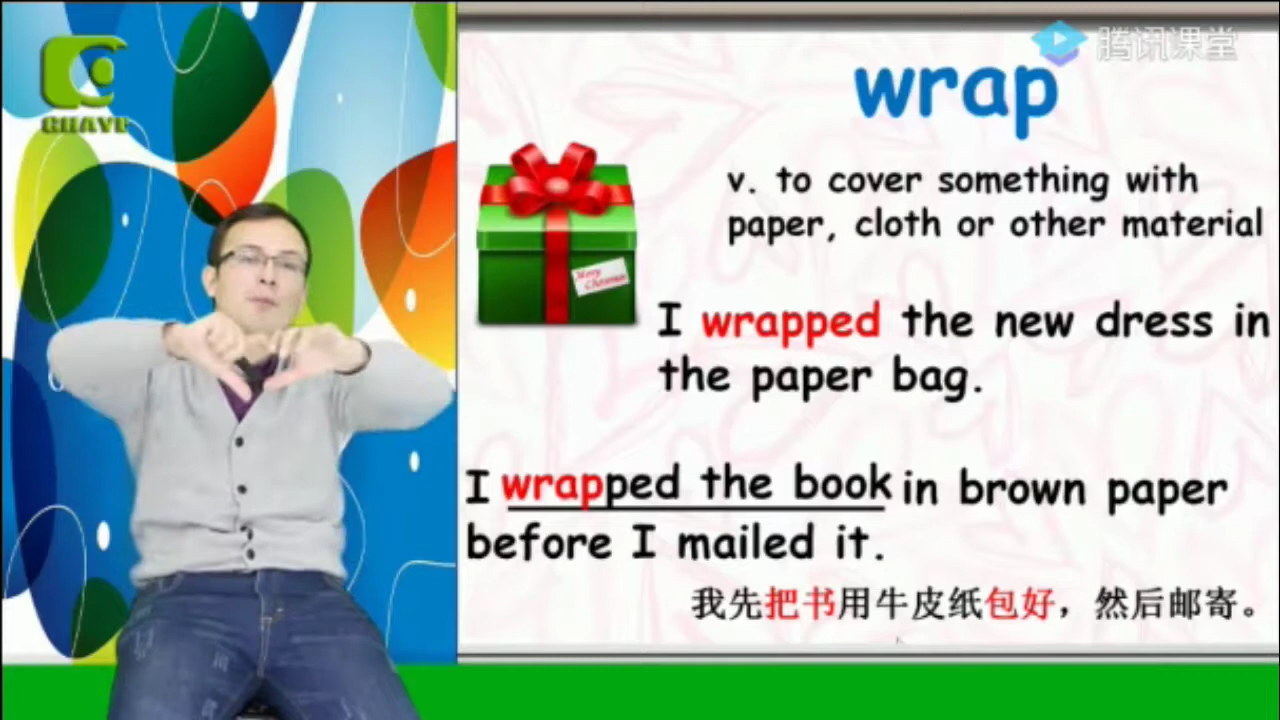 腾讯课堂
wrap
v. to cover something with
paper, cloth or other material
Merry
Christmas
I wrapped the new dress in
the paper bag.
I wrapped the book in brown paper
before I mailed it.
我先把书用牛皮纸包好，然后邮寄。